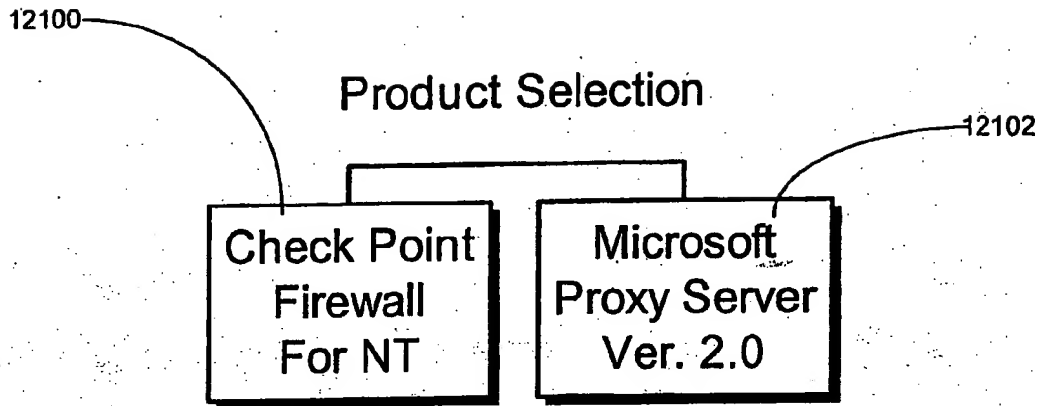 12100
Product Selection
12102
Check Point
Firewall
For NT
Microsoft
Proxy Server
Ver. 2.0